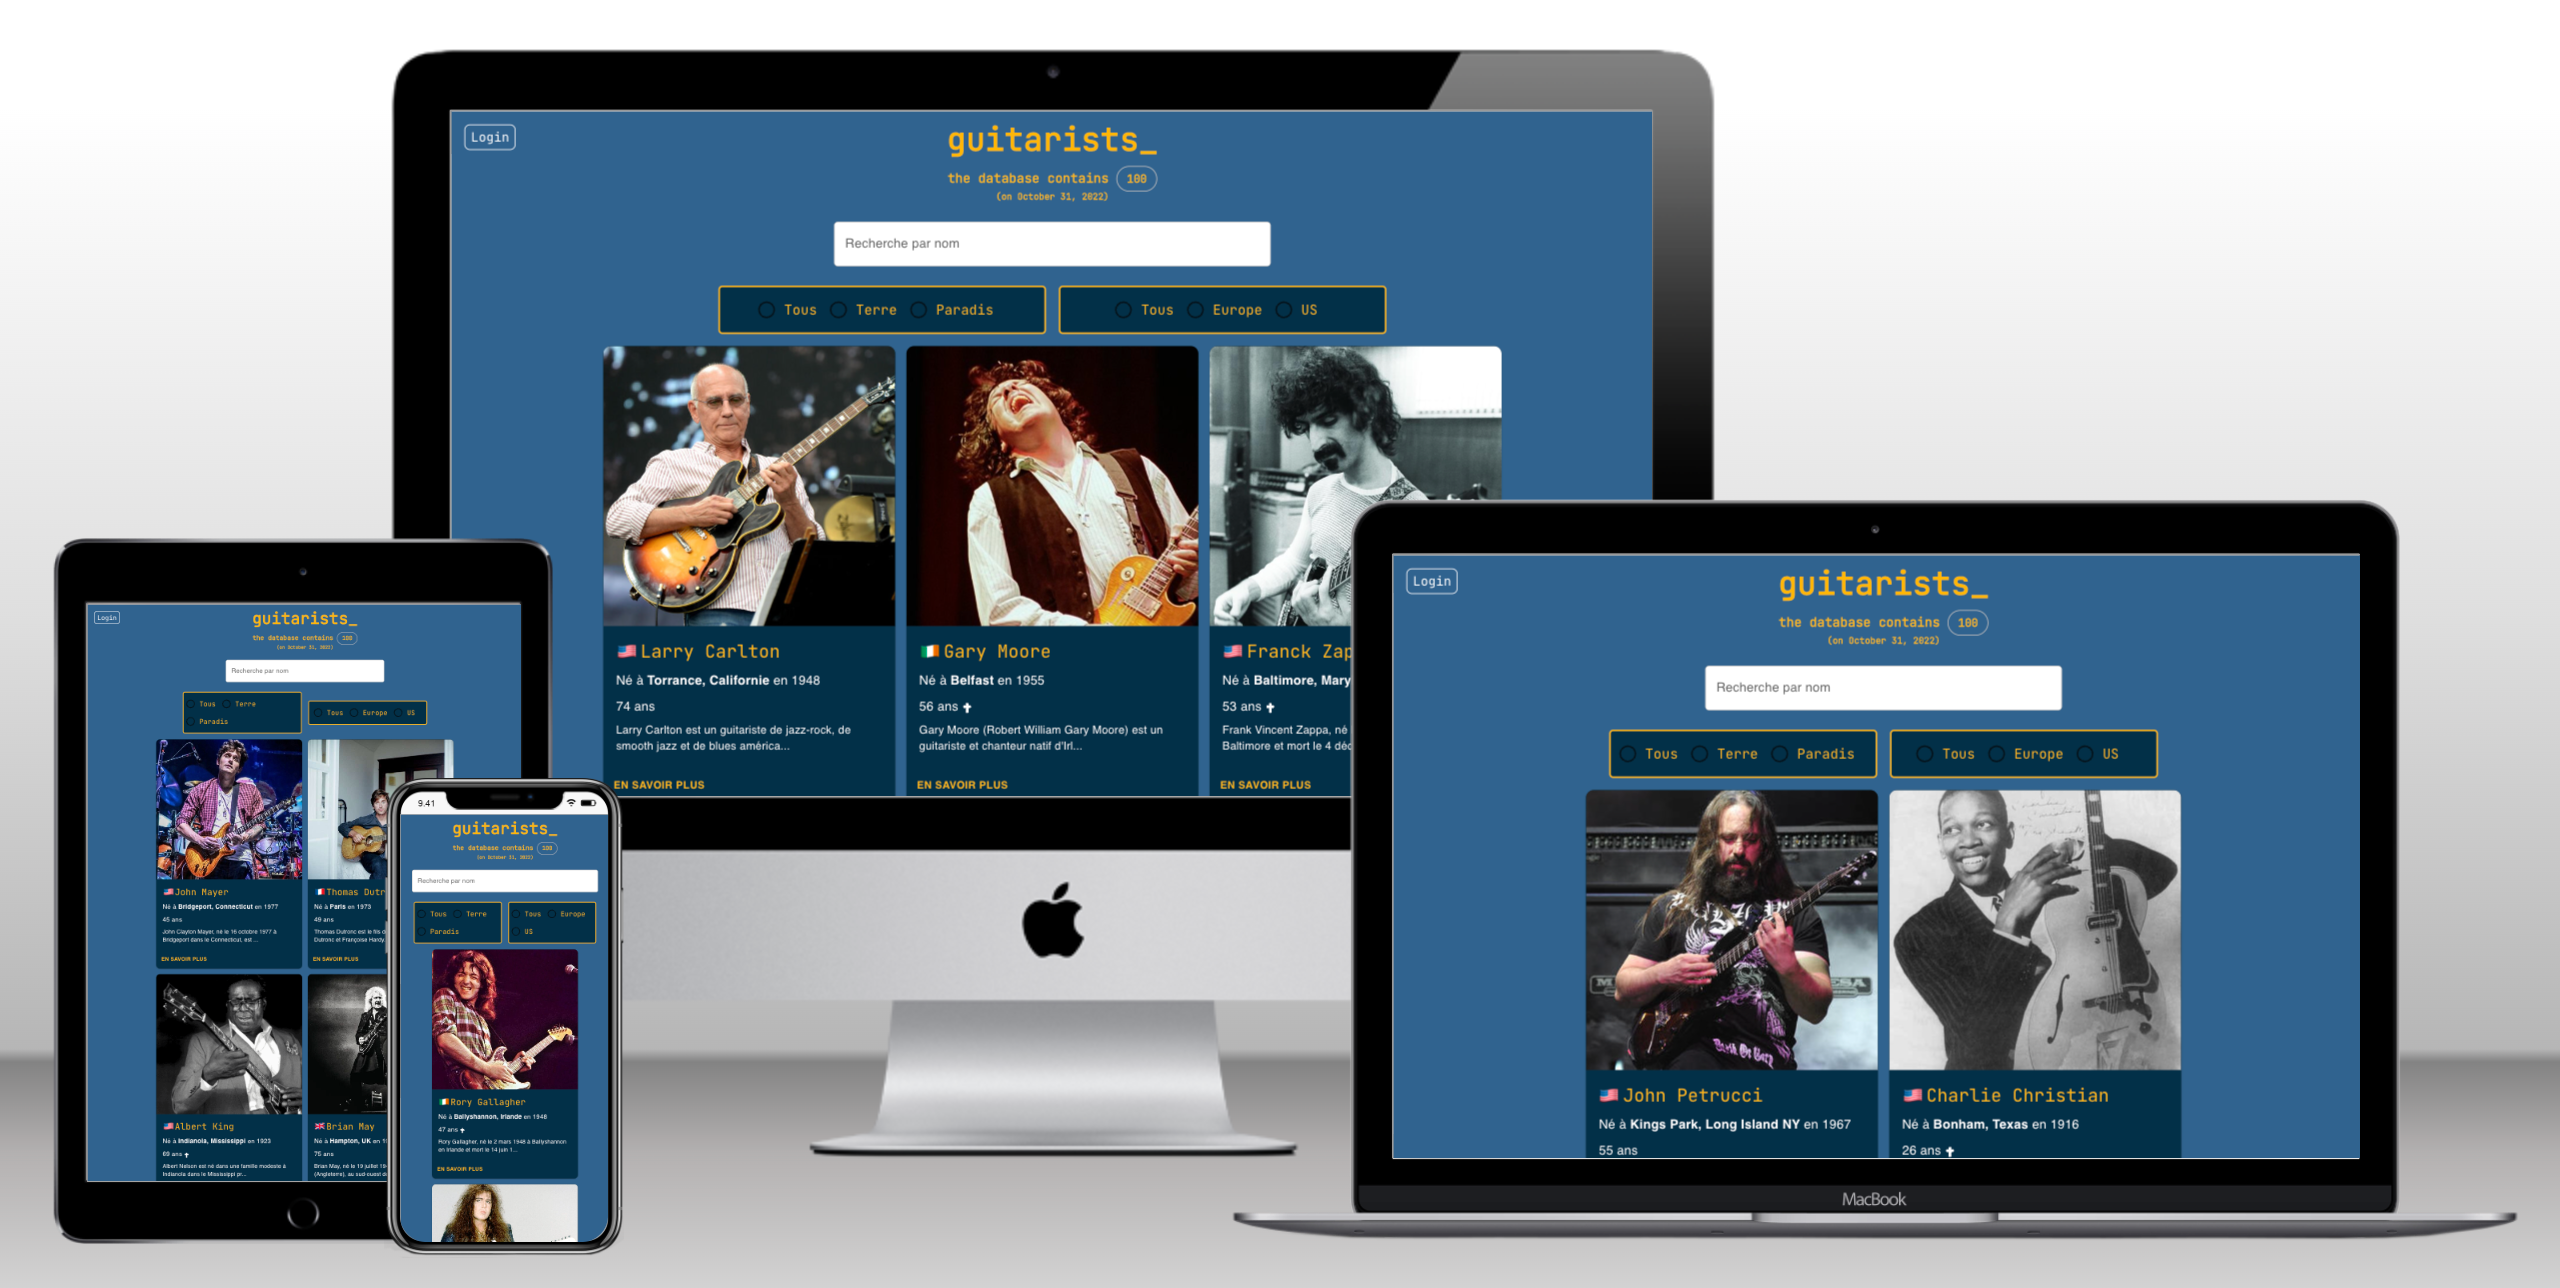 Login
guitarists_
the database contains 100
(on October 31, 2022)
Recherche par nom
Tous Terre Paradis
Tous Europe US
Larry Carlton
Né à Torrance, Californie en 1948
74 ans
Larry Carlton est un guitariste de jazz-rock, de
smooth jazz et de blues américa...
EN SAVOIR PLUS
Gary Moore
Né à Belfast en 1955
56 ans
Gary Moore (Robert William Gary Moore) est un
guitariste et chanteur natif d'Irl...
EN SAVOIR PLUS
Franck Zap
Né à Baltimore, Mary
53 ans
Frank Vincent Zappa, né
Baltimore et mort le 4 déc
EN SAVOIR PLUS
Login
guitarists_
the database contains 100
(on October 31, 2022)
Recherche par nom
Tous Terre
Paradis
Tous Europe US
John Mayer
Né à Bridgeport, Connecticut en 1977
45 ans
John Clayton Mayer, né le 16 octobre 1977 à
Bridgeport dans le Connecticut, est ...
EN SAVOIR PLUS
Thomas Dutr
Né à Paris en 1973
49 ans
Thomas Dutronc est le fils d
Dutronc et Françoise Hardy.
EN SAVOIR PLUS
Albert King
Né à Indianola, Mississippi en 1923
69 ans
Albert Nelson est né dans une famille modeste à
Indianola dans le Mississippi pr...
Brian May
Né à Hampton, UK en
75 ans
Brian May, né le 19 juillet
(Angleterre), au sud-ouest
9.41
guitarists_
the database contains 100
(on October 31, 2022)
Recherche par nom
Tous Terre
Paradis
Tous Europe
US
Rory Gallagher
Né à Ballyshannon, Irlande en 1948
47 ans
Rory Gallagher, né le 2 mars 1948 à Ballyshannon
en Irlande et mort le 14 juin 1...
EN SAVOIR PLUS
Login
guitarists_
the database contains 100
(on October 31, 2022)
Recherche par nom
Tous Terre Paradis
Tous Europe US
John Petrucci
Né à Kings Park, Long Island NY en 1967
55 ans
Charlie Christian
Né à Bonham, Texas en 1916
26 ans
MacBook